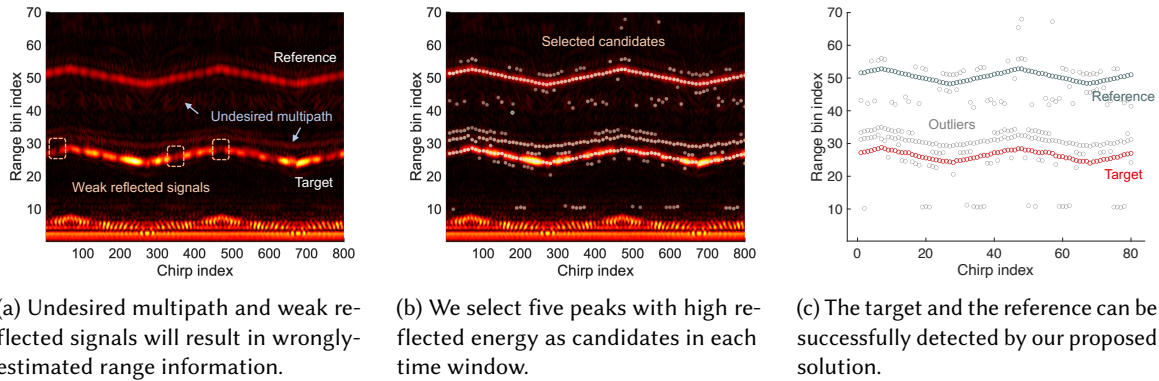 70
60
50
40
30
20
10
Range bin index
Reference
Undesired multipath
Weak reflected signals
Target
100 200 300 400 500 600 700 800
Chirp index
70
60
50
40
30
20
10
Range bin index
Selected candidates
100 200 300 400 500 600 700 800
Chirp index
70
60
50
40
30
20
10
Range bin index
Reference
Outliers
Target
0 20 40 60 80
Chirp index
(a) Undesired multipath and weak re-
flected signals will result in wrongly-
estimated range information.
(b) We select five peaks with high re-
flected energy as candidates in each
time window.
(c) The target and the reference can be
successfully detected by our proposed
solution.